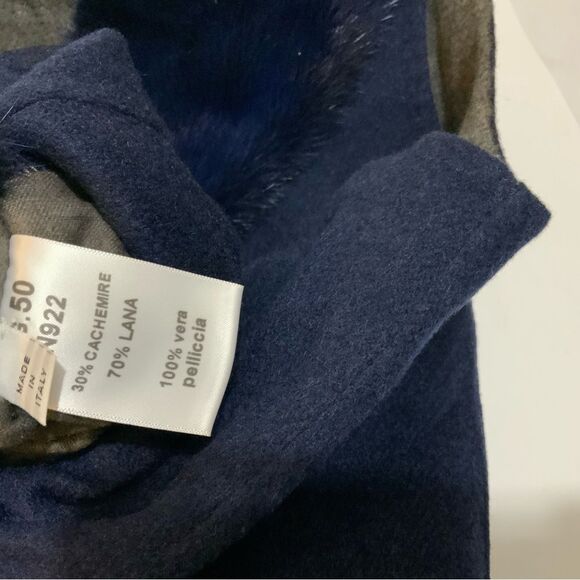 .50
N922
30% CACHEMIRE
70% LANA
100% vera
pelliccia
MADE
IN
ITALY